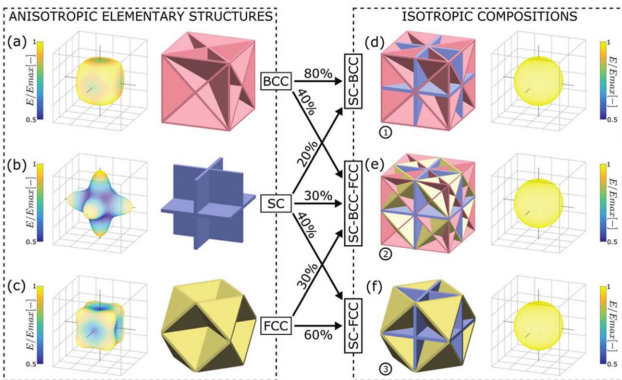 ANISOTROPIC ELEMENTARY STRUCTURES
ISOTROPIC COMPOSITIONS
(a)
1
E/Emax[−]
0.5
BCC
80%
40%
SC-BCC
(d)
1
1
E/Emax[−]
0.5
(b)
1
E/Emax[−]
0.5
SC
20%
30%
40%
SC-BCC-FCC
(e)
2
1
E/Emax[−]
0.5
(c)
1
E/Emax[−]
0.5
FCC
30%
60%
SC-FCC
(f)
3
1
E/Emax[−]
0.5